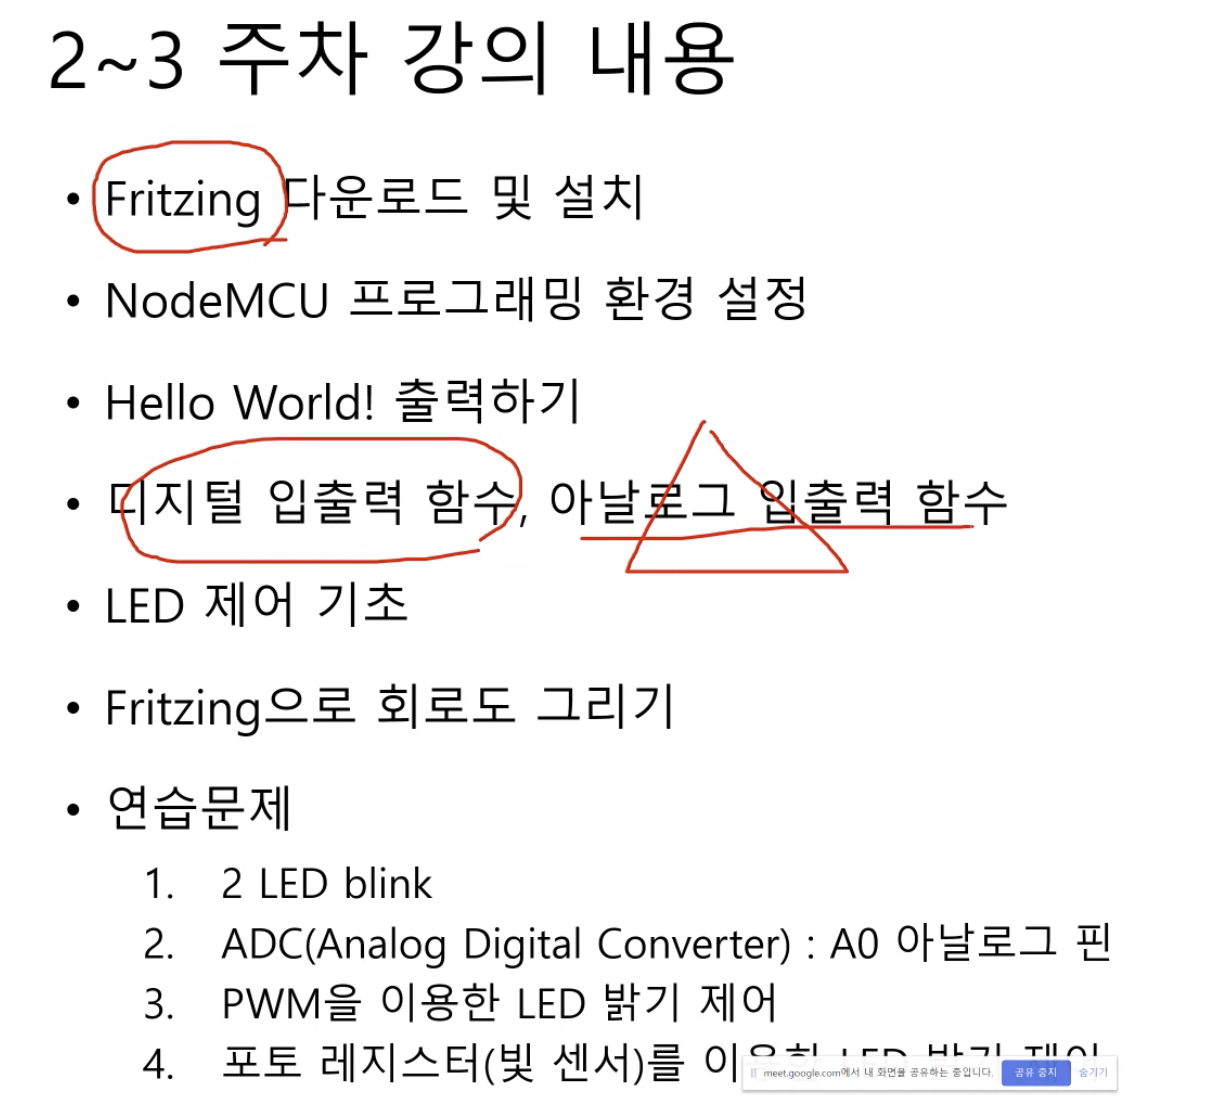 2~3 주차 강의 내용
• Fritzing 다운로드 및 설치
• NodeMCU 프로그래밍 환경 설정
• Hello World! 출력하기
• 디지털 입출력 함수, 아날로그 입출력 함수
• LED 제어 기초
• Fritzing으로 회로도 그리기
• 연습문제
1. 2 LED blink
2. ADC(Analog Digital Converter) : A0 아날로그 핀
3. PWM을 이용한 LED 밝기 제어
4. 포토 레지스터(빛 센서)를 이용한 LED 밝기 제어
meet.google.com에서 내 화면을 공유하는 중입니다. 공유 중지 숨기기